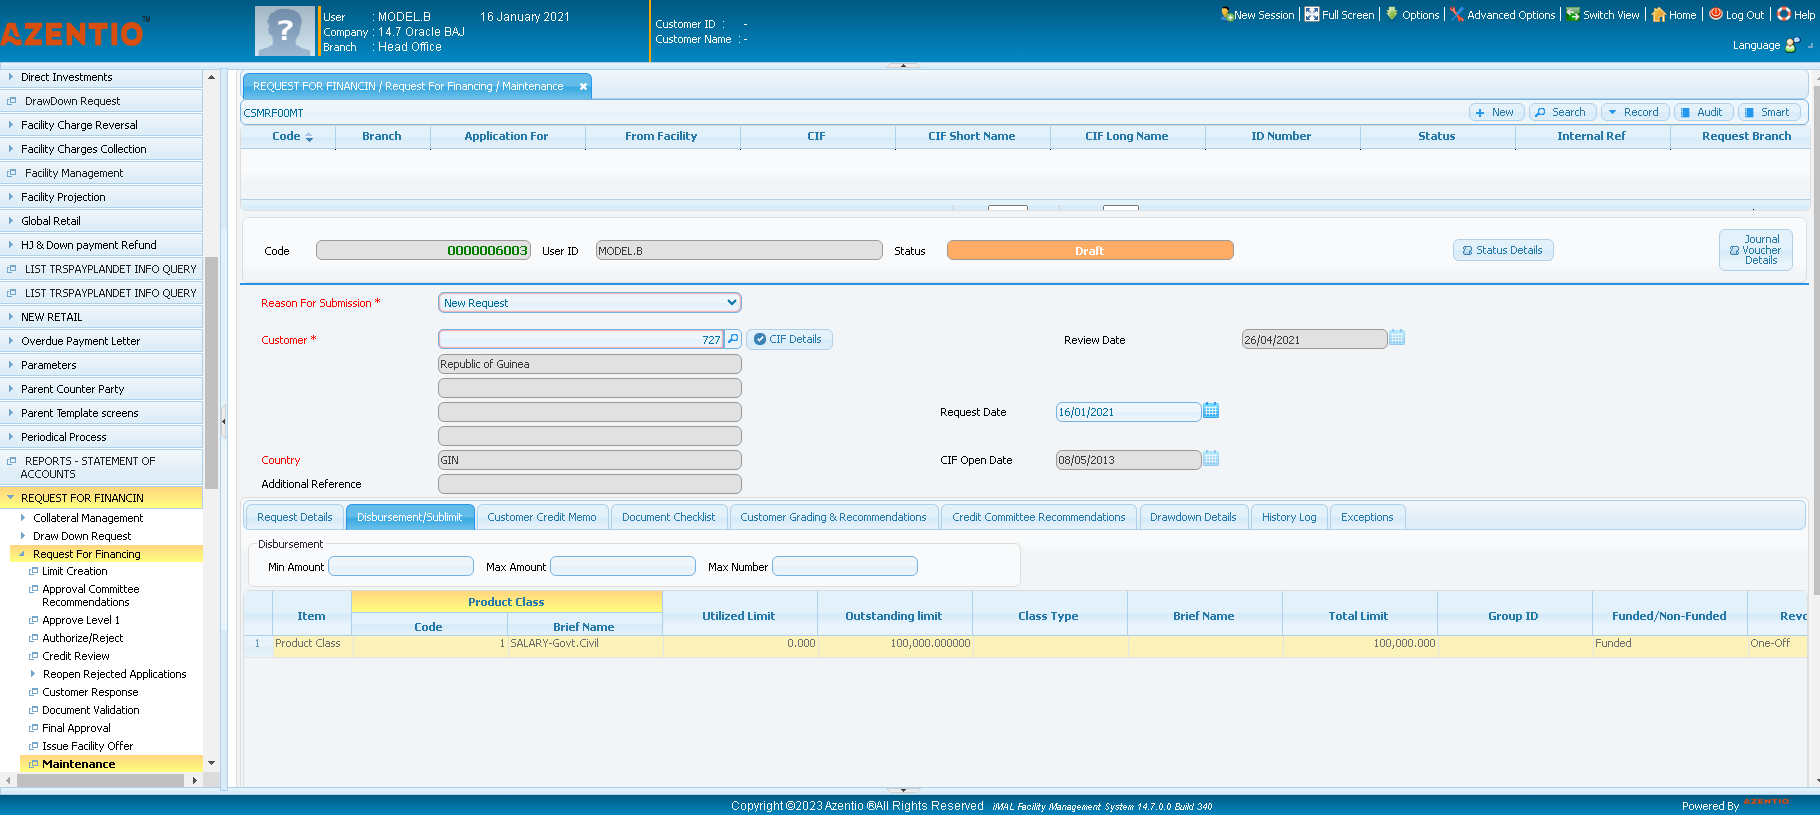 AZENTIO™
User : MODEL.B 16 January 2021
Company : 14.7 Oracle BAJ
Branch : Head Office
Customer ID : -
Customer Name : -
New Session Full Screen Options Advanced Options Switch View Home Log Out Help
Language
Direct Investments
DrawDown Request
Facility Charge Reversal
Facility Charges Collection
Facility Management
Facility Projection
Global Retail
HJ & Down payment Refund
LIST TRSPAYPLANDET INFO QUERY
LIST TRSPAYPLANDET INFO QUERY
NEW RETAIL
Overdue Payment Letter
Parameters
Parent Counter Party
Parent Template screens
Periodical Process
REPORTS - STATEMENT OF
ACCOUNTS
REQUEST FOR FINANCIN
Collateral Management
Draw Down Request
Request For Financing
Limit Creation
Approval Committee
Recommendations
Approve Level 1
Authorize/Reject
Credit Review
Reopen Rejected Applications
Customer Response
Document Validation
Final Approval
Issue Facility Offer
Maintenance
REQUEST FOR FINANCIN / Request For Financing / Maintenance
CSMRF00MT
New Search Record Audit Smart
Code Branch Application For From Facility CIF CIF Short Name CIF Long Name ID Number Status Internal Ref Request Branch
Code 0000006003 User ID MODEL.B Status Draft Status Details
Journal
Voucher
Details
Reason For Submission * New Request
Customer * 727 CIF Details Review Date 26/04/2021
Republic of Guinea
Request Date 16/01/2021
Country GIN CIF Open Date 08/05/2013
Additional Reference
Request Details Disbursement/Sublimit Customer Credit Memo Document Checklist Customer Grading & Recommendations Credit Committee Recommendations Drawdown Details History Log Exceptions
Disbursement
Min Amount Max Amount Max Number
Item Product Class Utilized Limit Outstanding limit Class Type Brief Name Total Limit Group ID Funded/Non-Funded Revo
Code Brief Name
1 Product Class 1 SALARY-Govt.Civil 0.000 100,000.000000 100,000.000 Funded One-Off
Copyright ©2023 Azentio ®All Rights Reserved iMAL Facility Management System 14.7.0.0 Build 340
Powered By AZENTIO